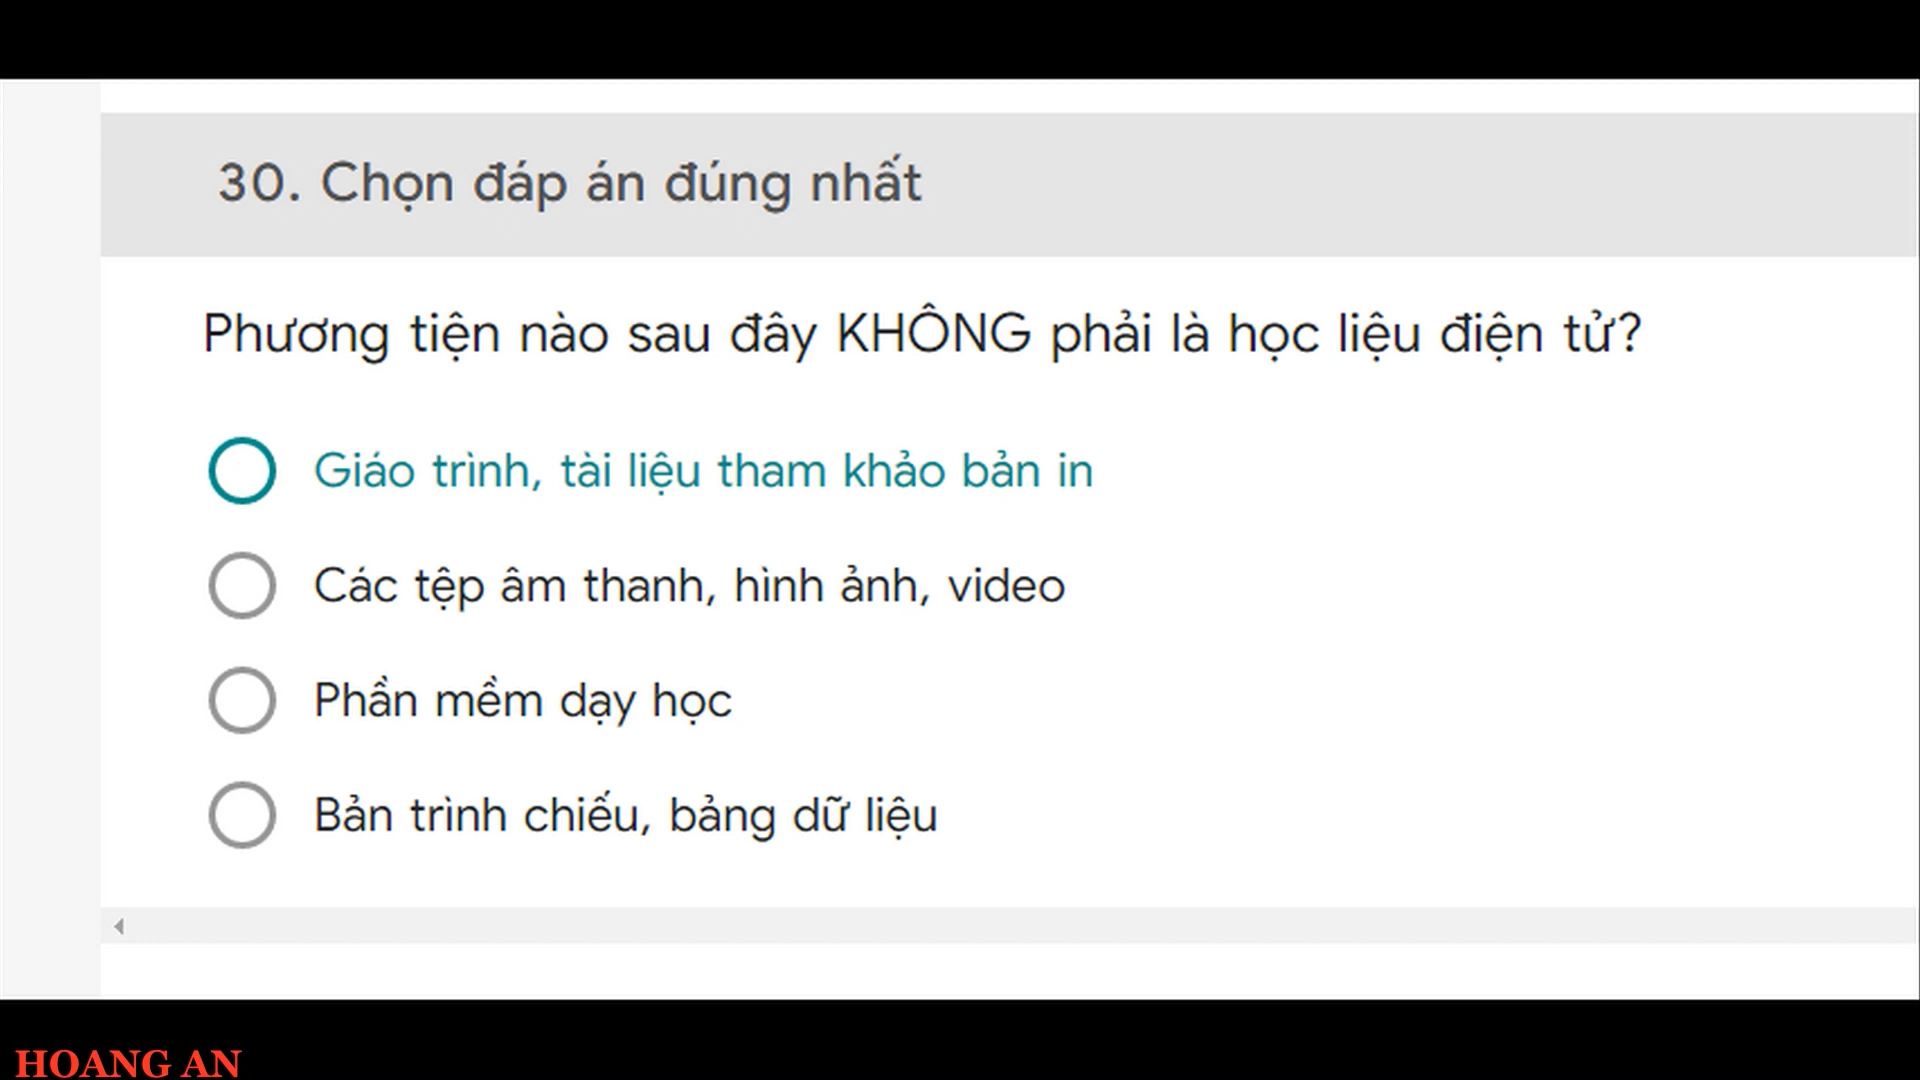 30. Chọn đáp án đúng nhất
Phương tiện nào sau đây KHÔNG phải là học liệu điện tử?
Giáo trình, tài liệu tham khảo bản in
Các tệp âm thanh, hình ảnh, video
Phần mềm dạy học
Bản trình chiếu, bảng dữ liệu
HOANG AN